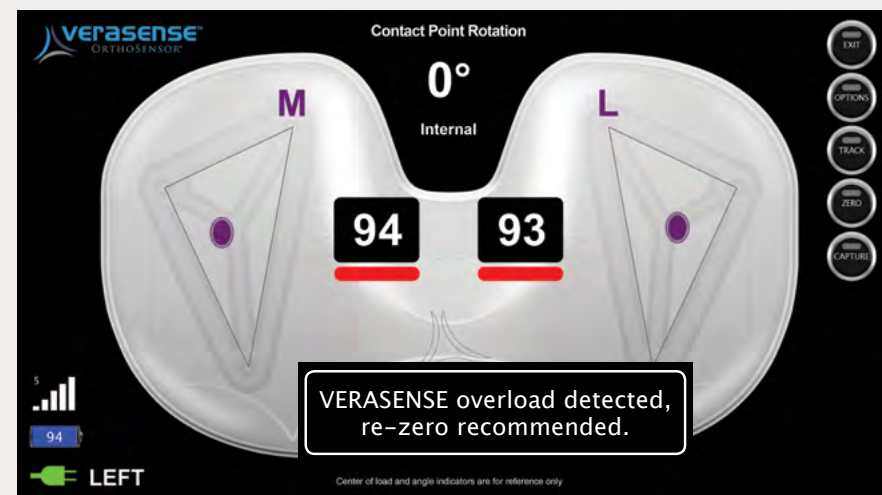 VERASENSE™
ORTHOSENSOR®
Contact Point Rotation
0°
Internal
M
L
94
93
EXIT
OPTIONS
TRACK
ZERO
CAPTURE
VERASENSE overload detected,
re-zero recommended.
5
94
LEFT
Center of load and angle indicators are for reference only